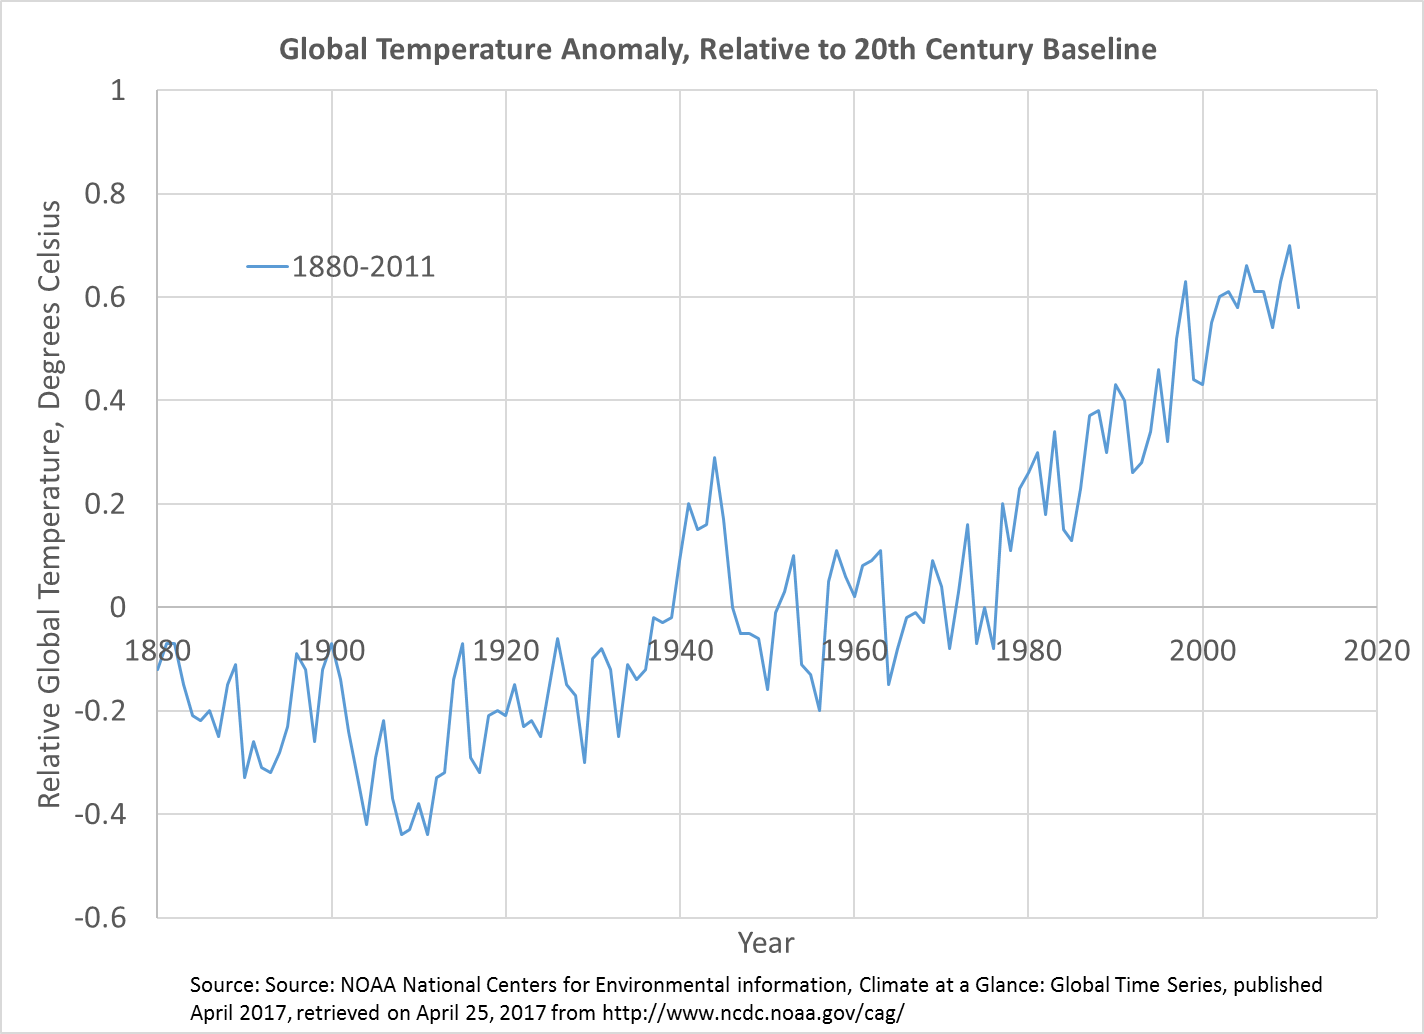 Global Temperature Anomaly, Relative to 20th Century Baseline
1
0.8
0.6
0.4
0.2
0
-0.2
-0.4
-0.6
Relative Global Temperature, Degrees Celsius
1880-2011
1880 1900 1920 1940 1960 1980 2000 2020
Year
Source: Source: NOAA National Centers for Environmental information, Climate at a Glance: Global Time Series, published
April 2017, retrieved on April 25, 2017 from http://www.ncdc.noaa.gov/cag/